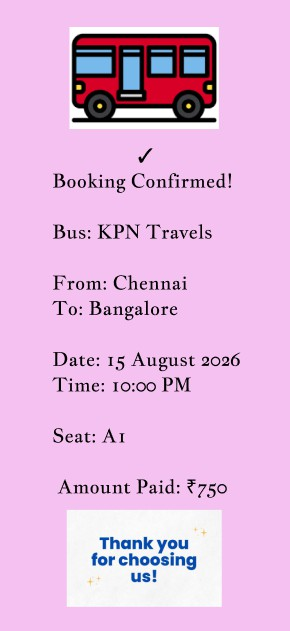 ✓
Booking Confirmed!
Bus: KPN Travels
From: Chennai
To: Bangalore
Date: 15 August 2026
Time: 10:00 PM
Seat: A1
Amount Paid: ₹750
Thank you
for choosing
us!